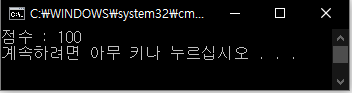 C:₩WINDOWS₩system32₩cm...
점수 : 100
계속하려면 아무 키나 누르십시오 . . .